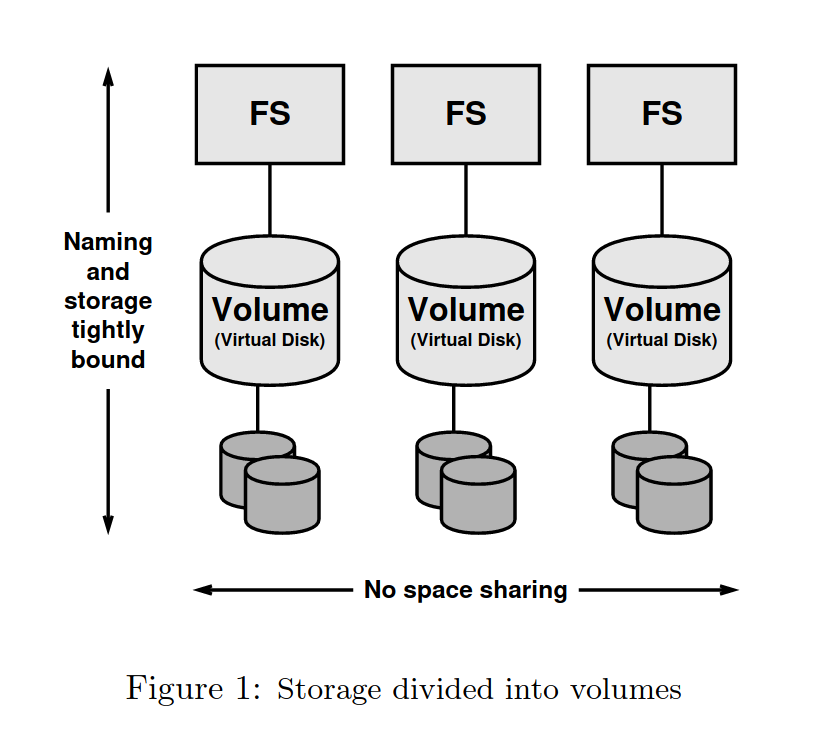 FS
FS
FS
Naming
and
storage
tightly
bound
Volume
(Virtual Disk)
Volume
(Virtual Disk)
Volume
(Virtual Disk)
No space sharing
Figure 1: Storage divided into volumes